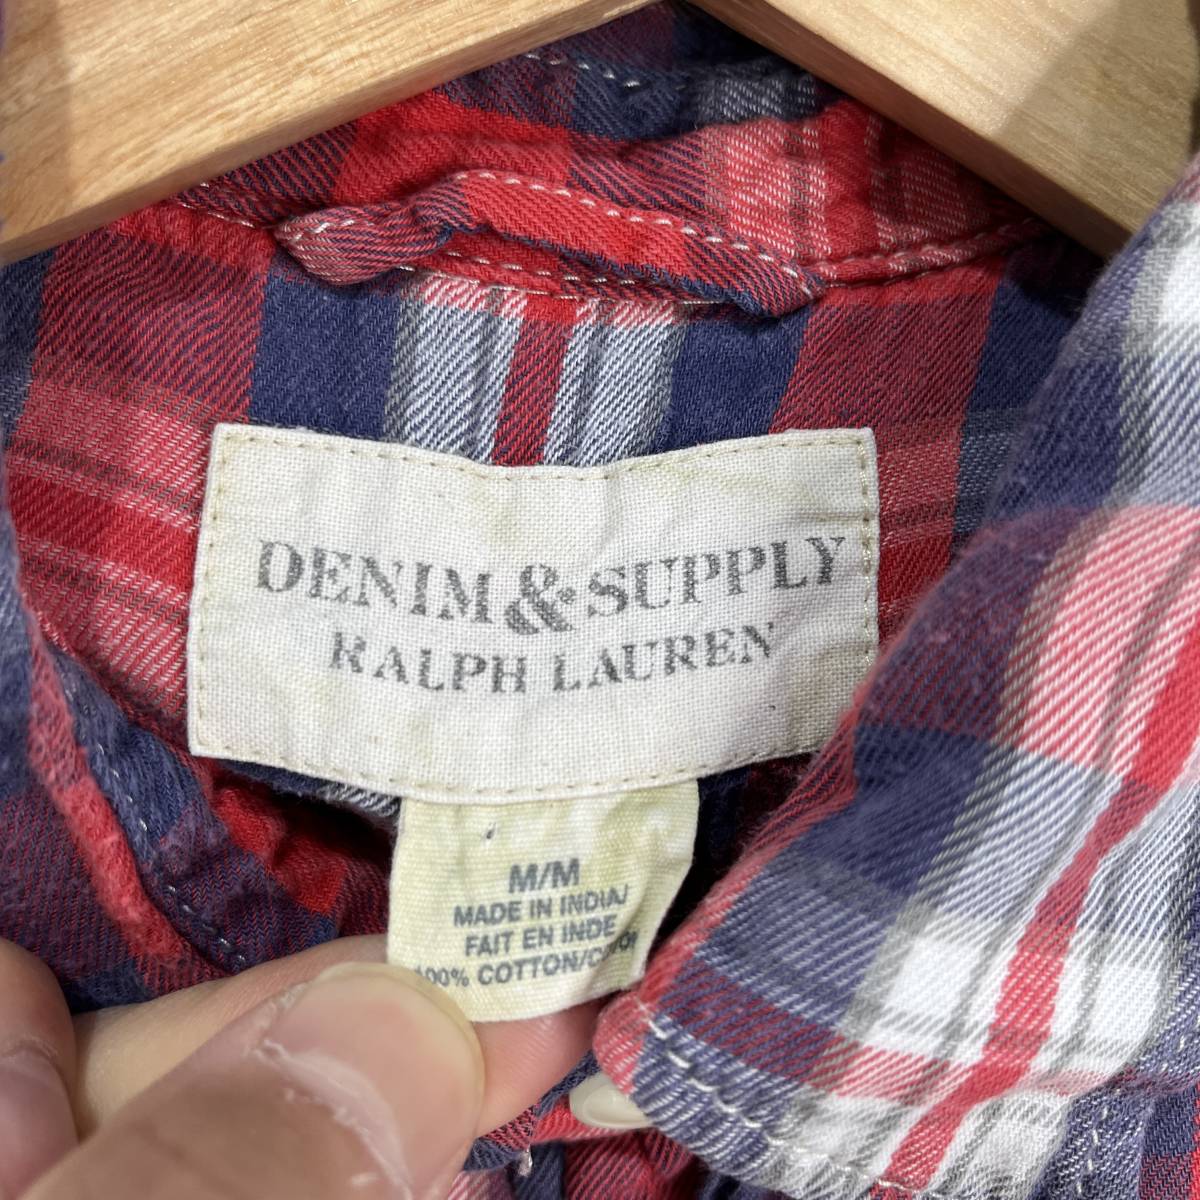 DENIM & SUPPLY
RALPH LAUREN
M/M
MADE IN INDIA/
FAIT EN INDE
100% COTTON/COTON